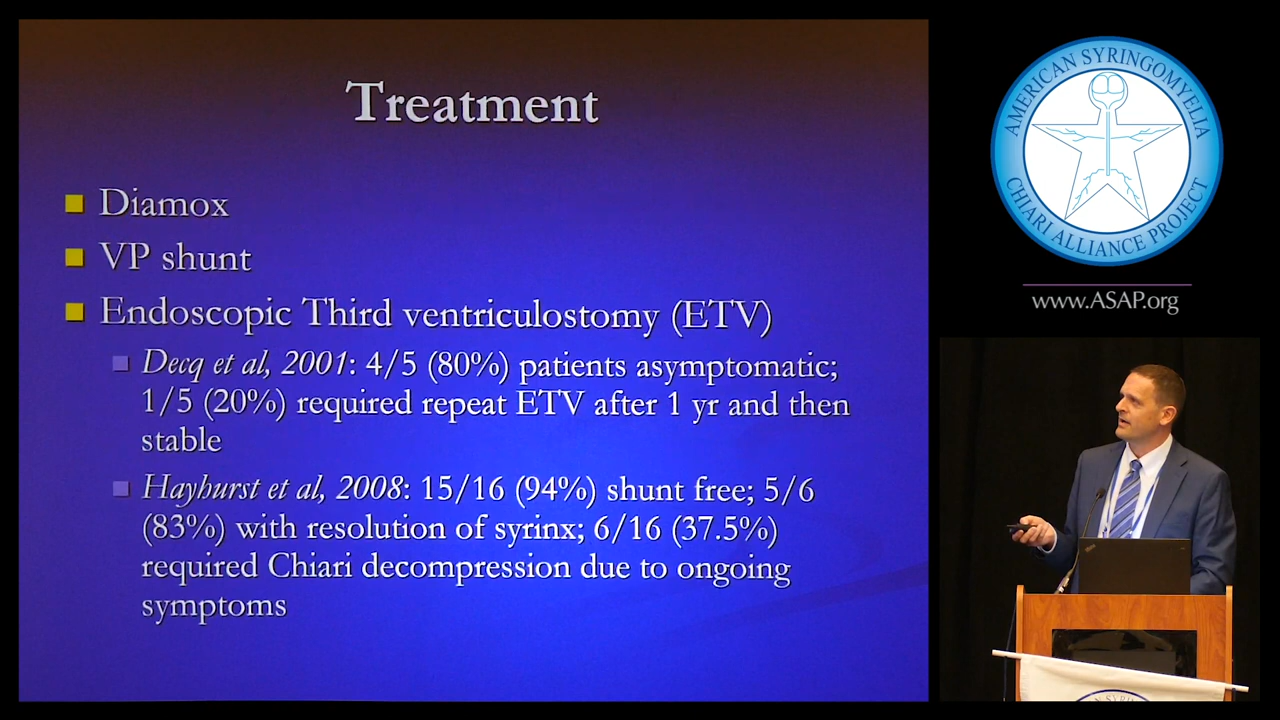 Treatment
Diamox
VP shunt
Endoscopic Third ventriculostomy (ETV)
Decq et al, 2001: 4/5 (80%) patients asymptomatic;
1/5 (20%) required repeat ETV after 1 yr and then
stable
Hayhurst et al, 2008: 15/16 (94%) shunt free; 5/6
(83%) with resolution of syrinx; 6/16 (37.5%)
required Chiari decompression due to ongoing
symptoms
AMERICAN SYRINGOMYELIA
CHIARI ALLIANCE PROJECT
www.ASAP.org